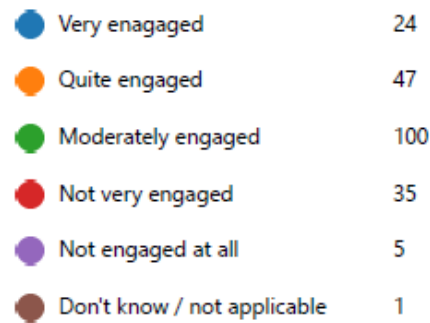 Very enagaged 24
Quite engaged 47
Moderately engaged 100
Not very engaged 35
Not engaged at all 5
Don't know / not applicable 1